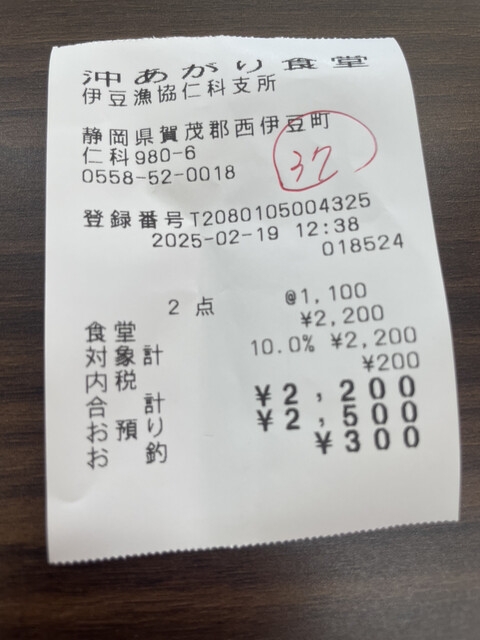 沖あがり食堂
伊豆漁協仁科支所
静岡県賀茂郡西伊豆町
仁科980-6
0558-52-0018
37
登録番号T2080105004325
2025-02-19 12:38
018524
2点 @1,100
食堂 ¥2,200
対象計 10.0% ¥2,200
内税 ¥200
合計 ¥2,200
お預り ¥2,500
お釣 ¥300